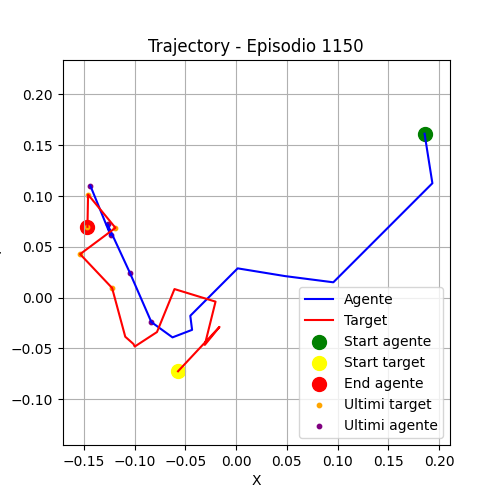 Trajectory - Episodio 1150
0.20
0.15
0.10
0.05
0.00
−0.05
−0.10
−0.15
−0.10
−0.05
0.00
0.05
0.10
0.15
0.20
X
Agente
Target
Start agente
Start target
End agente
Ultimi target
Ultimi agente